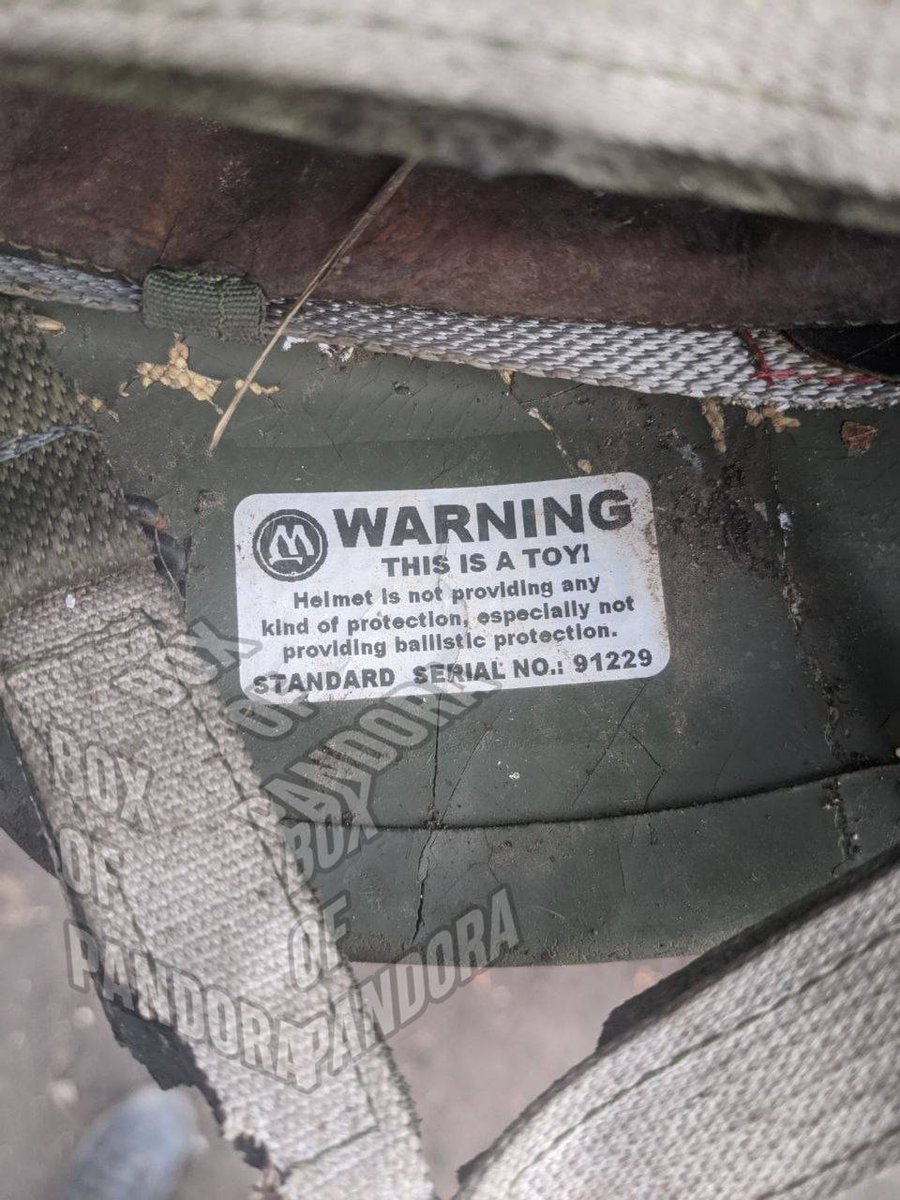 WARNING
THIS IS A TOY!
Helmet is not providing any
kind of protection, especially not
providing ballistic protection.
STANDARD SERIAL NO.: 91229
BOX
OF
PANDORA
BOX
OF
PANDORA
BOX
OF
PANDORA